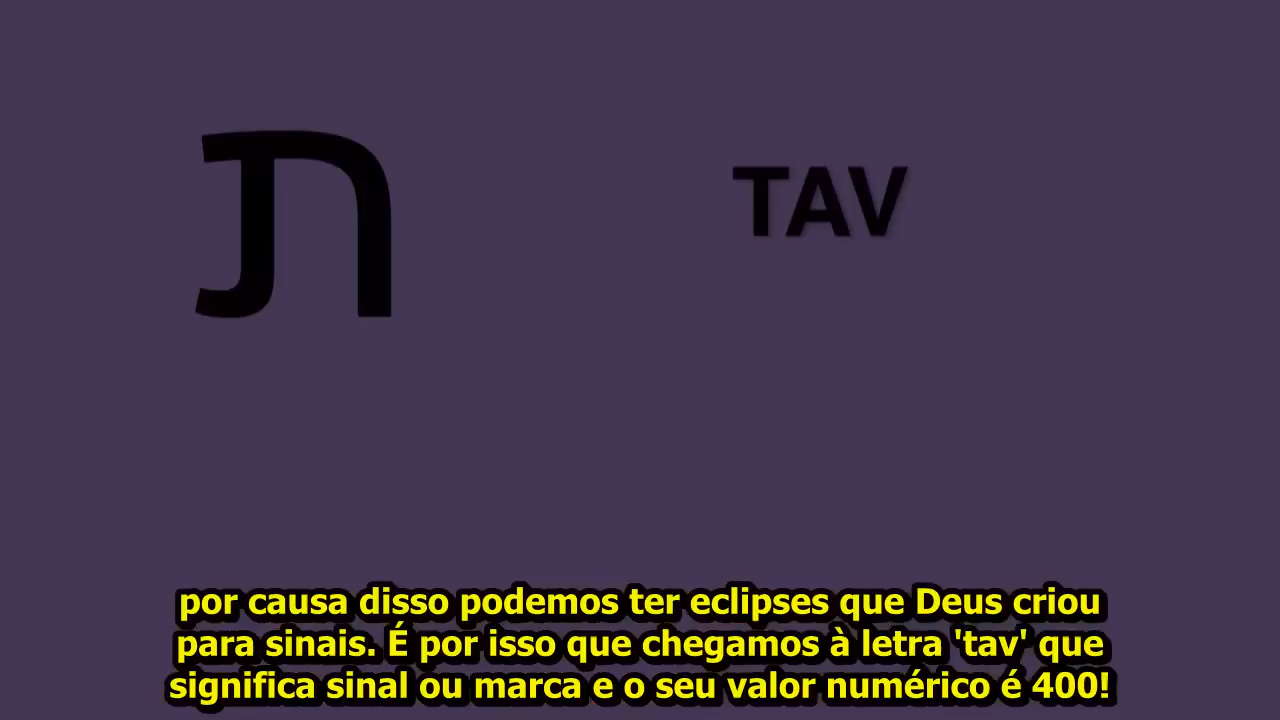 ת
TAV
por causa disso podemos ter eclipses que Deus criou
para sinais. É por isso que chegamos à letra 'tav' que
significa sinal ou marca e o seu valor numérico é 400!